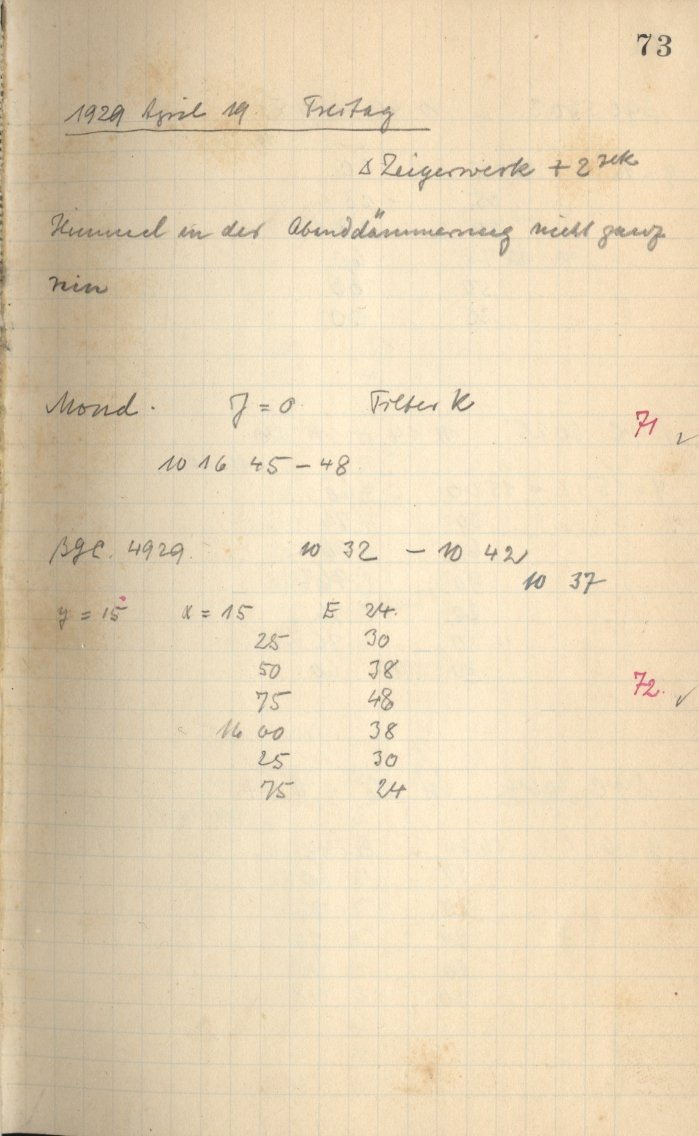 73
1929 April 19 Freitag
Δ Zeigerwerk + 2 sek
Himmel in der Abenddämmerung nicht ganz
rein
Mond. J = 0 Filter K
71 ✓
10 16 45 – 48
BGC. 4929. 10 32 – 10 42
10 37
y = 15 x = 15 E 24.
25 30
50 38
75 48
72. ✓
16 00 38
25 30
75 24